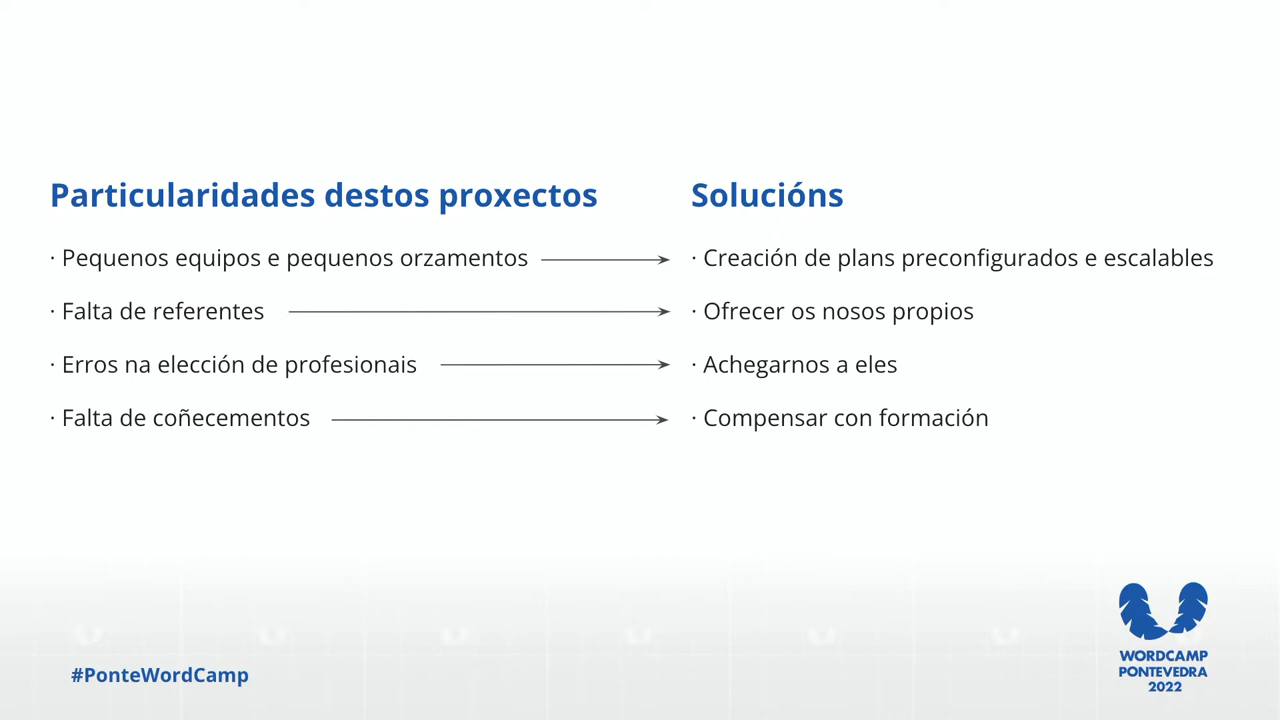 Particularidades destos proxectos
Solucións
· Pequenos equipos e pequenos orzamentos
· Creación de plans preconfigurados e escalables
· Falta de referentes
· Ofrecer os nosos propios
· Erros na elección de profesionais
· Achegarnos a eles
· Falta de coñecementos
· Compensar con formación
#PonteWordCamp
WORDCAMP
PONTEVEDRA
2022